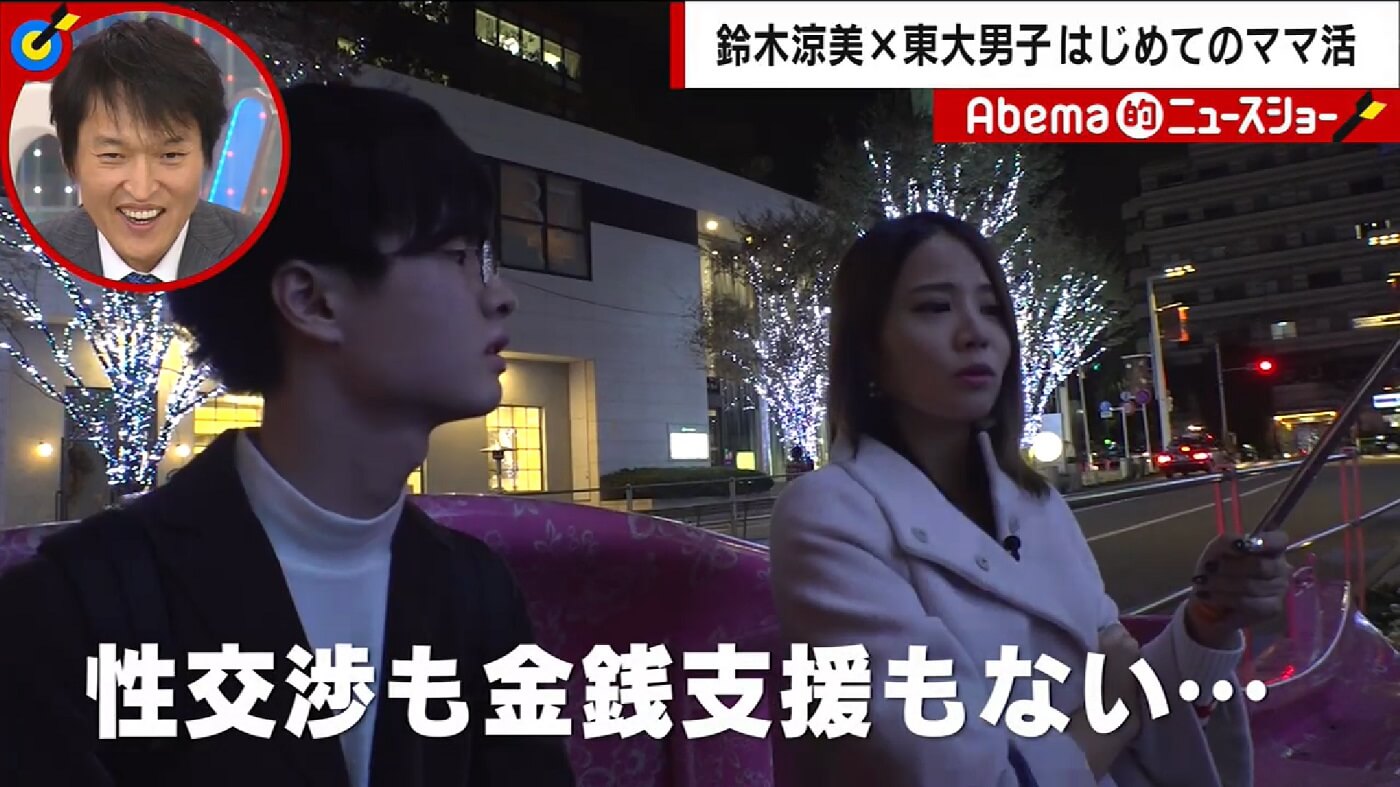 鈴木涼美×東大男子はじめてのママ活
Abema的ニュースショー
性交渉も金銭支援もない…